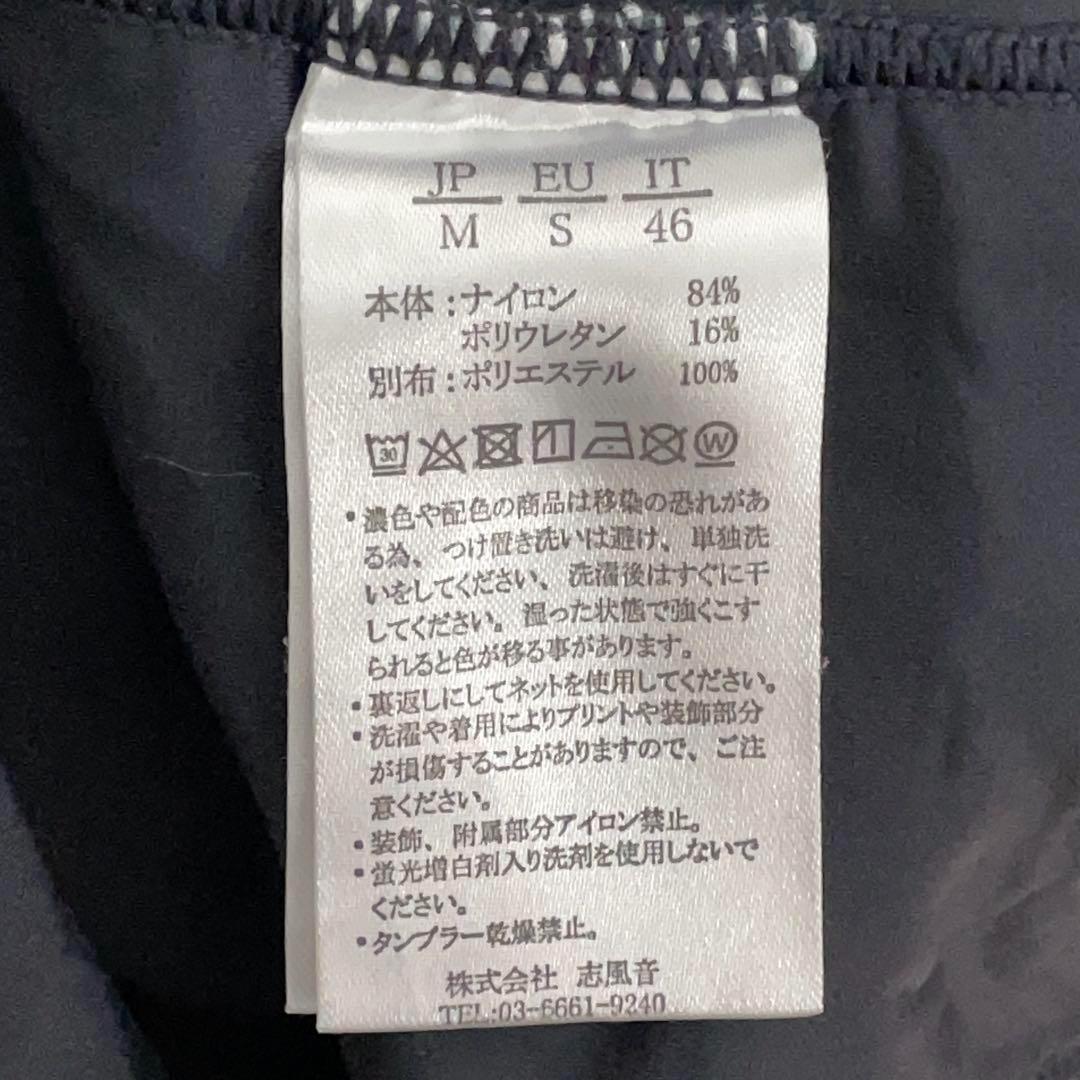 JP EU IT
M S 46
本体：ナイロン 84%
ポリウレタン 16%
別布：ポリエステル 100%
30 W
・濃色や配色の商品は移染の恐れがあ
る為、つけ置き洗いは避け、単独洗
いをしてください、洗濯後はすぐに干
してください。湿った状態で強くこす
られると色が移る事があります。
・裏返しにしてネットを使用してください。
・洗濯や着用によりプリントや装飾部分
が損傷することがありますので、ご注
意ください。
・装飾、附属部分アイロン禁止。
・蛍光増白剤入り洗剤を使用しないで
ください。
・タンブラー乾燥禁止。
株式会社 志風音
TEL:03-6661-9240